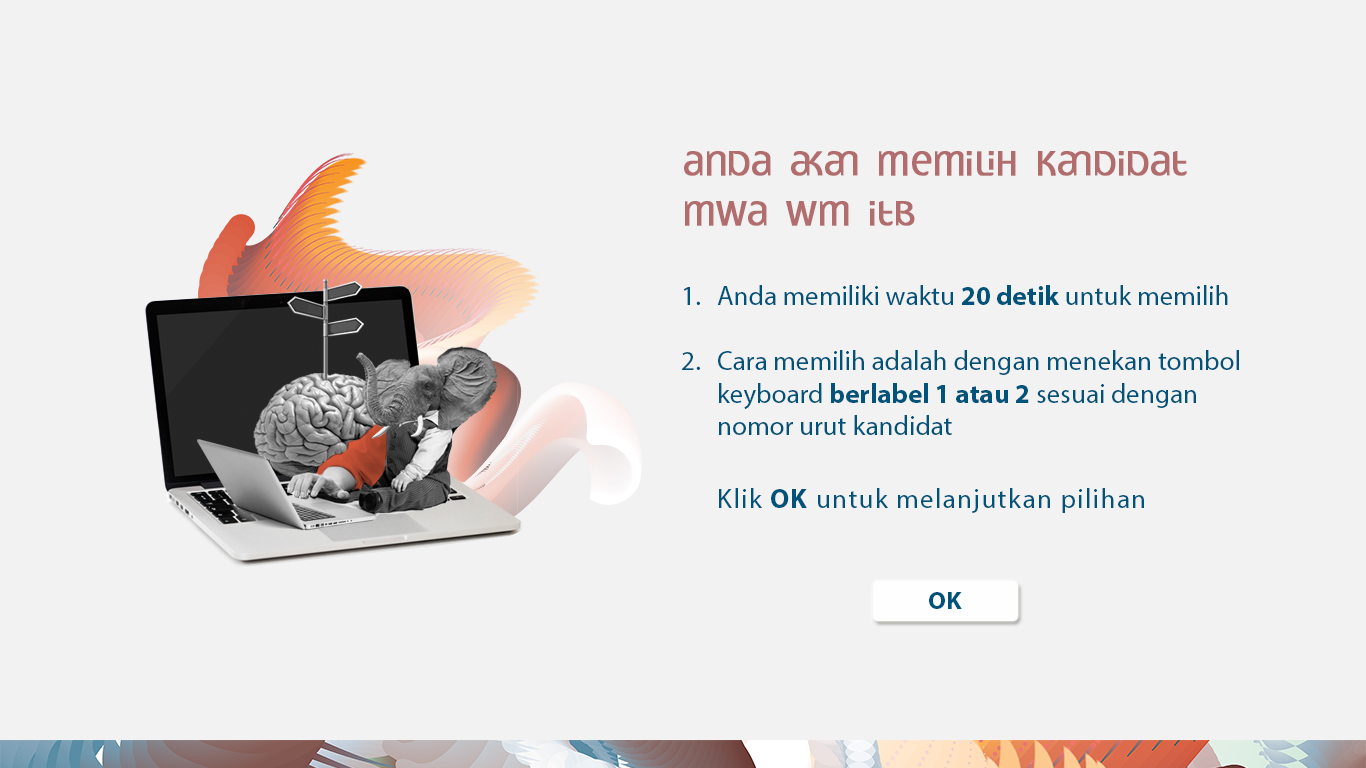 anda akan memilih kandidat
mwa wm itb
1. Anda memiliki waktu 20 detik untuk memilih
2. Cara memilih adalah dengan menekan tombol
keyboard berlabel 1 atau 2 sesuai dengan
nomor urut kandidat
Klik OK untuk melanjutkan pilihan
OK